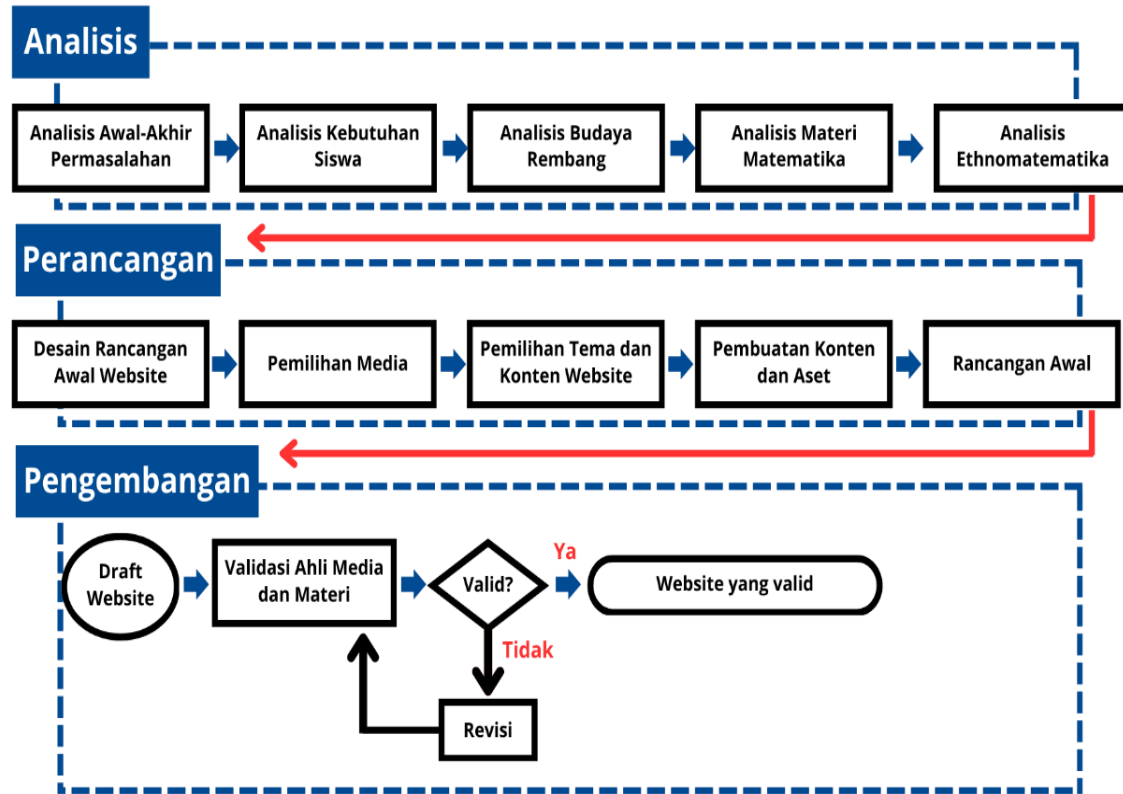 Analisis
Analisis Awal-Akhir
Permasalahan
Analisis Kebutuhan
Siswa
Analisis Budaya
Rembang
Analisis Materi
Matematika
Analisis
Ethnomatematika
Perancangan
Desain Rancangan
Awal Website
Pemilihan Media
Pemilihan Tema dan
Konten Website
Pembuatan Konten
dan Aset
Rancangan Awal
Pengembangan
Draft
Website
Validasi Ahli Media
dan Materi
Valid?
Ya
Website yang valid
Tidak
Revisi